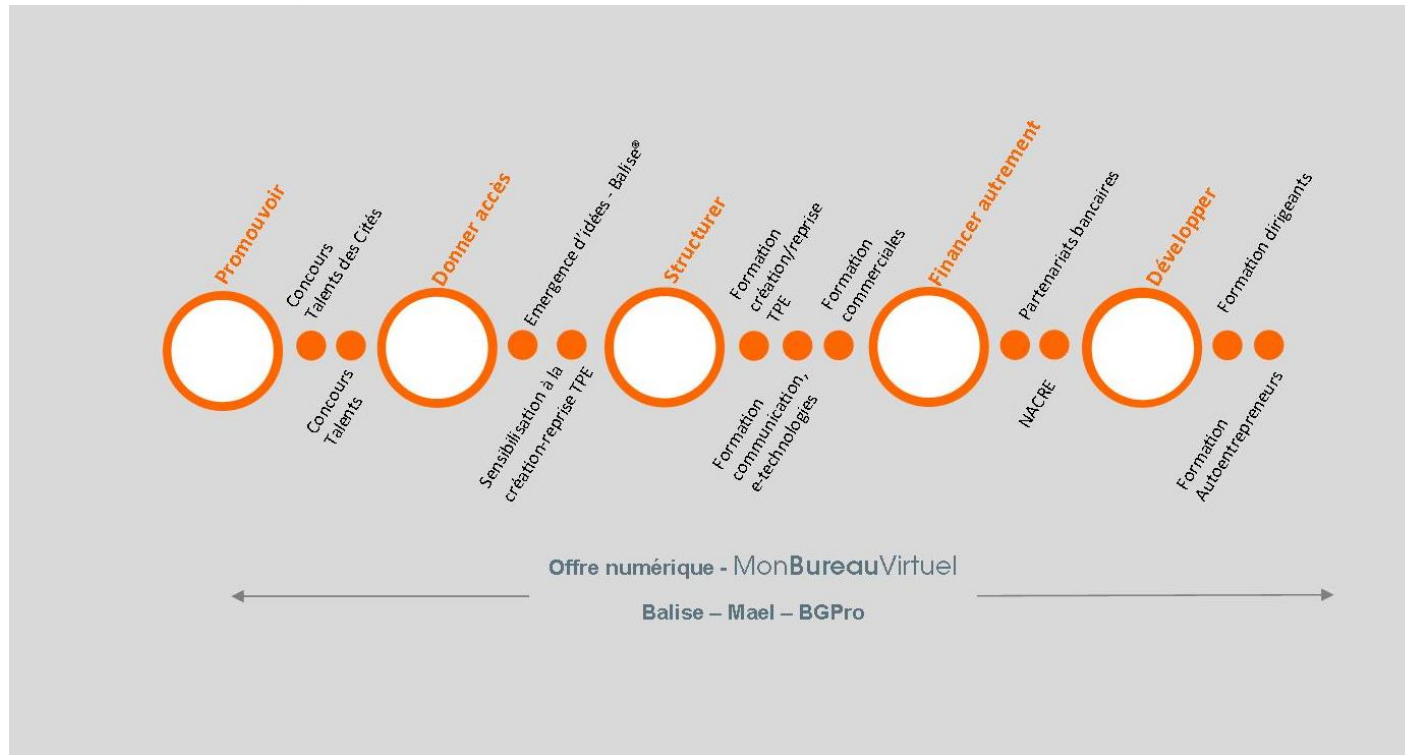 Promouvoir
Concours
Talents des Cités
Concours
Talents
Donner accès
Emergence d'idées - Balise®
Sensibilisation à la
création-reprise TPE
Structurer
Formation
création/reprise
TPE
Formation
communication,
e-technologies
Formation
commerciales
Financer autrement
Partenariats bancaires
NACRE
Développer
Formation dirigeants
Formation
Autoentrepreneurs
Offre numérique - MonBureauVirtuel
Balise – Mael – BGPro